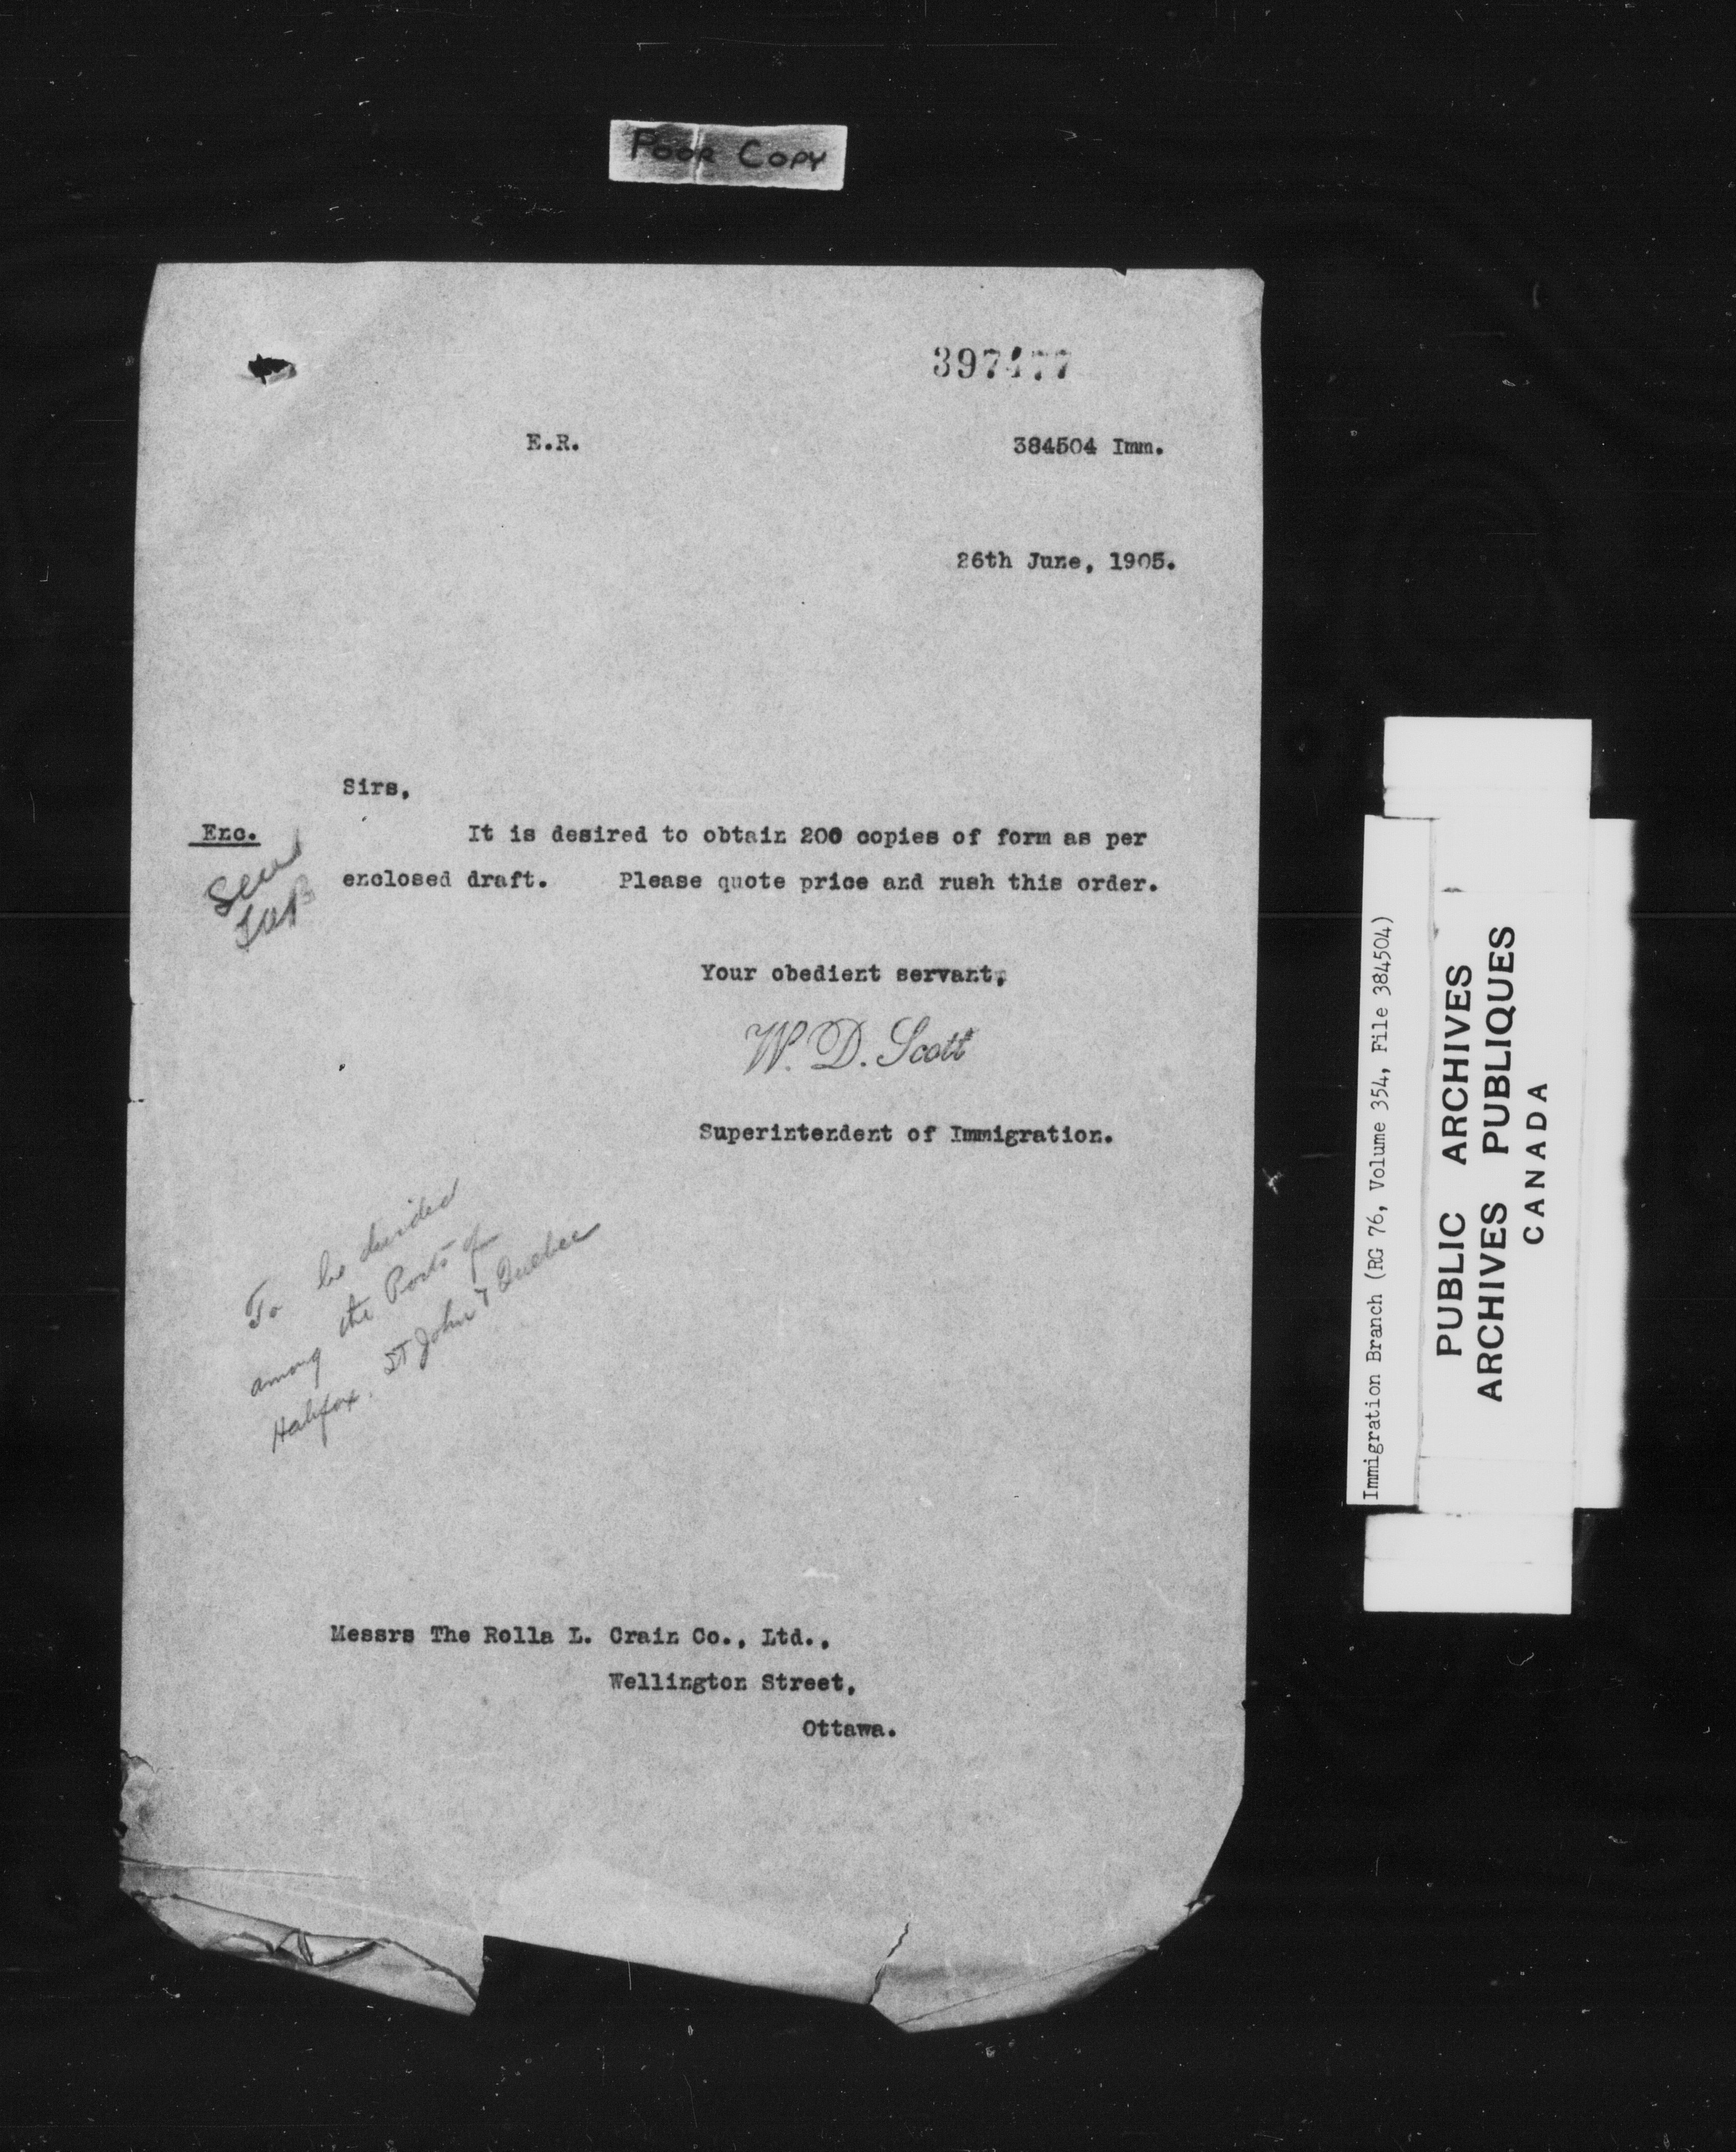 POOR COPY
E.R.
384504 Imm.
26th June, 1905.
Sirs,
Enc.
It is desired to obtain 200 copies of form as per
enclosed draft. Please quote price and rush this order.
Your obedient servant,
W. D. Scott
Superintendent of Immigration.
To be divided
among the Ports of
Halifax. St John & Quebec
Messrs The Rolla L. Crain Co., Ltd.,
Wellington Street,
Ottawa.
Immigration Branch (RG 76, Volume 354, File 384504)
PUBLIC ARCHIVES
ARCHIVES PUBLIQUES
CANADA